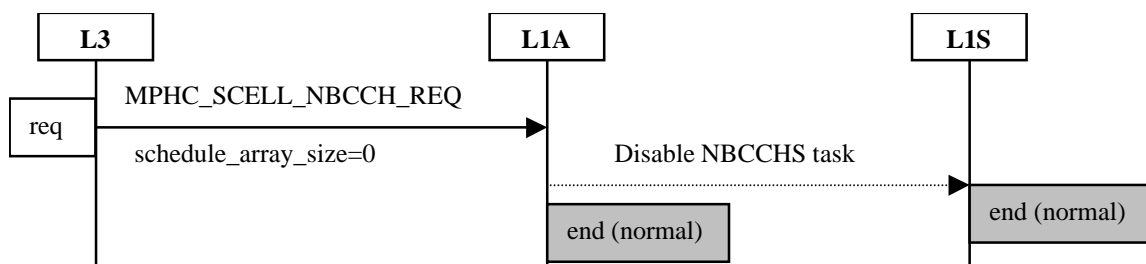 L3
L1A
L1S
MPHC_SCELL_NBCCH_REQ
req
schedule_array_size=0
Disable NBCCHS task
end (normal)
end (normal)